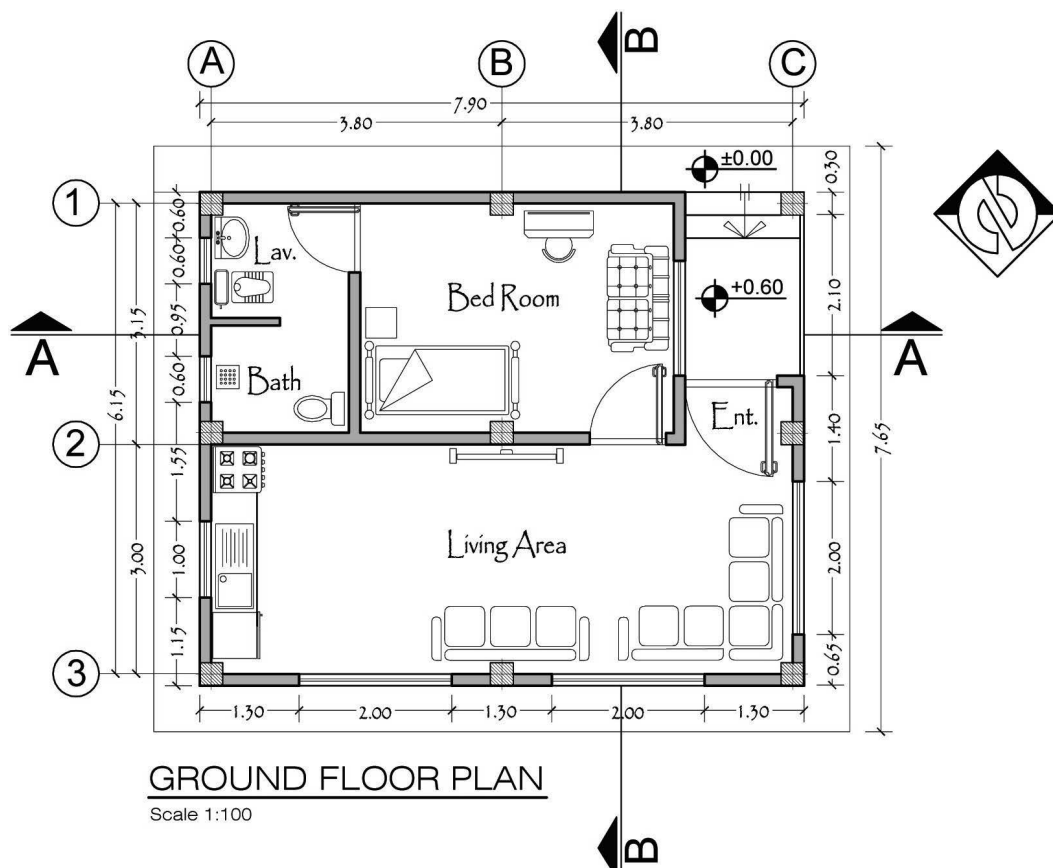 B
A
B
C
7.90
3.80
3.80
±0.00
0.30
1
0.60
Lav.
0.60
Bed Room
+0.60
2.10
0.95
3.15
A
A
Bath
0.60
6.15
Ent.
1.40
2
7.65
1.55
Living Area
1.00
3.00
2.00
1.15
0.65
3
1.30
2.00
1.30
2.00
1.30
GROUND FLOOR PLAN
Scale 1:100
B